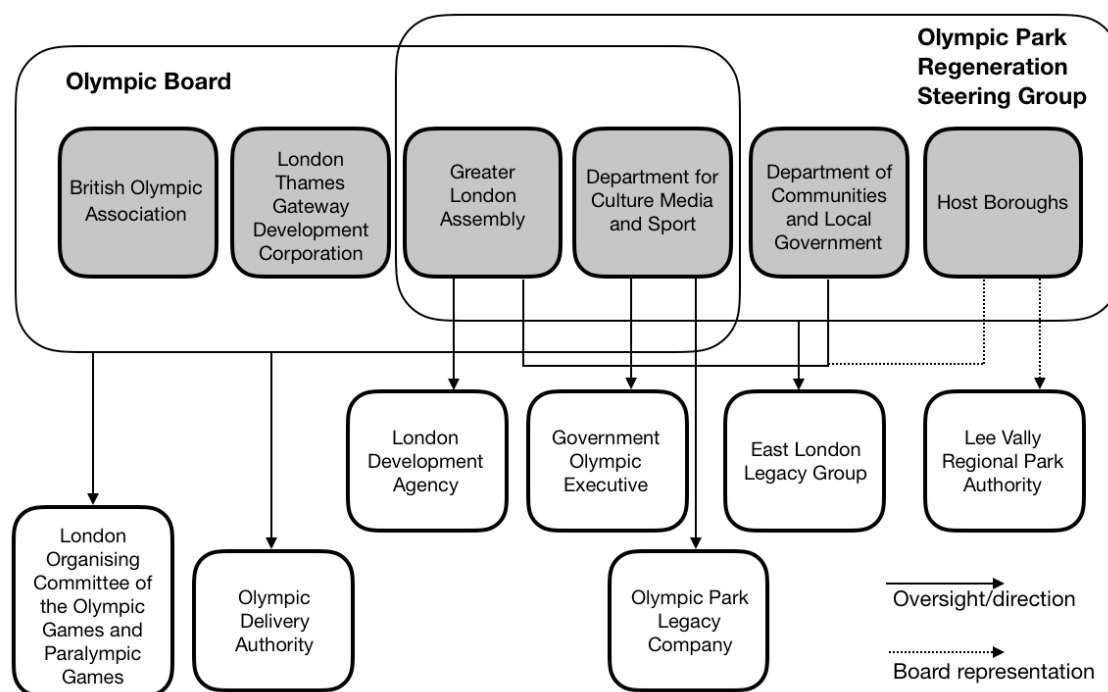 Olympic Park
Regeneration
Steering Group
Olympic Board
British Olympic
Association
London
Thames
Gateway
Development
Corporation
Greater
London
Assembly
Department for
Culture Media
and Sport
Department of
Communities
and Local
Government
Host Boroughs
London
Development
Agency
Government
Olympic
Executive
East London
Legacy Group
Lee Vally
Regional Park
Authority
London
Organising
Committee of
the Olympic
Games and
Paralympic
Games
Olympic
Delivery
Authority
Olympic Park
Legacy
Company
Oversight/direction
Board representation